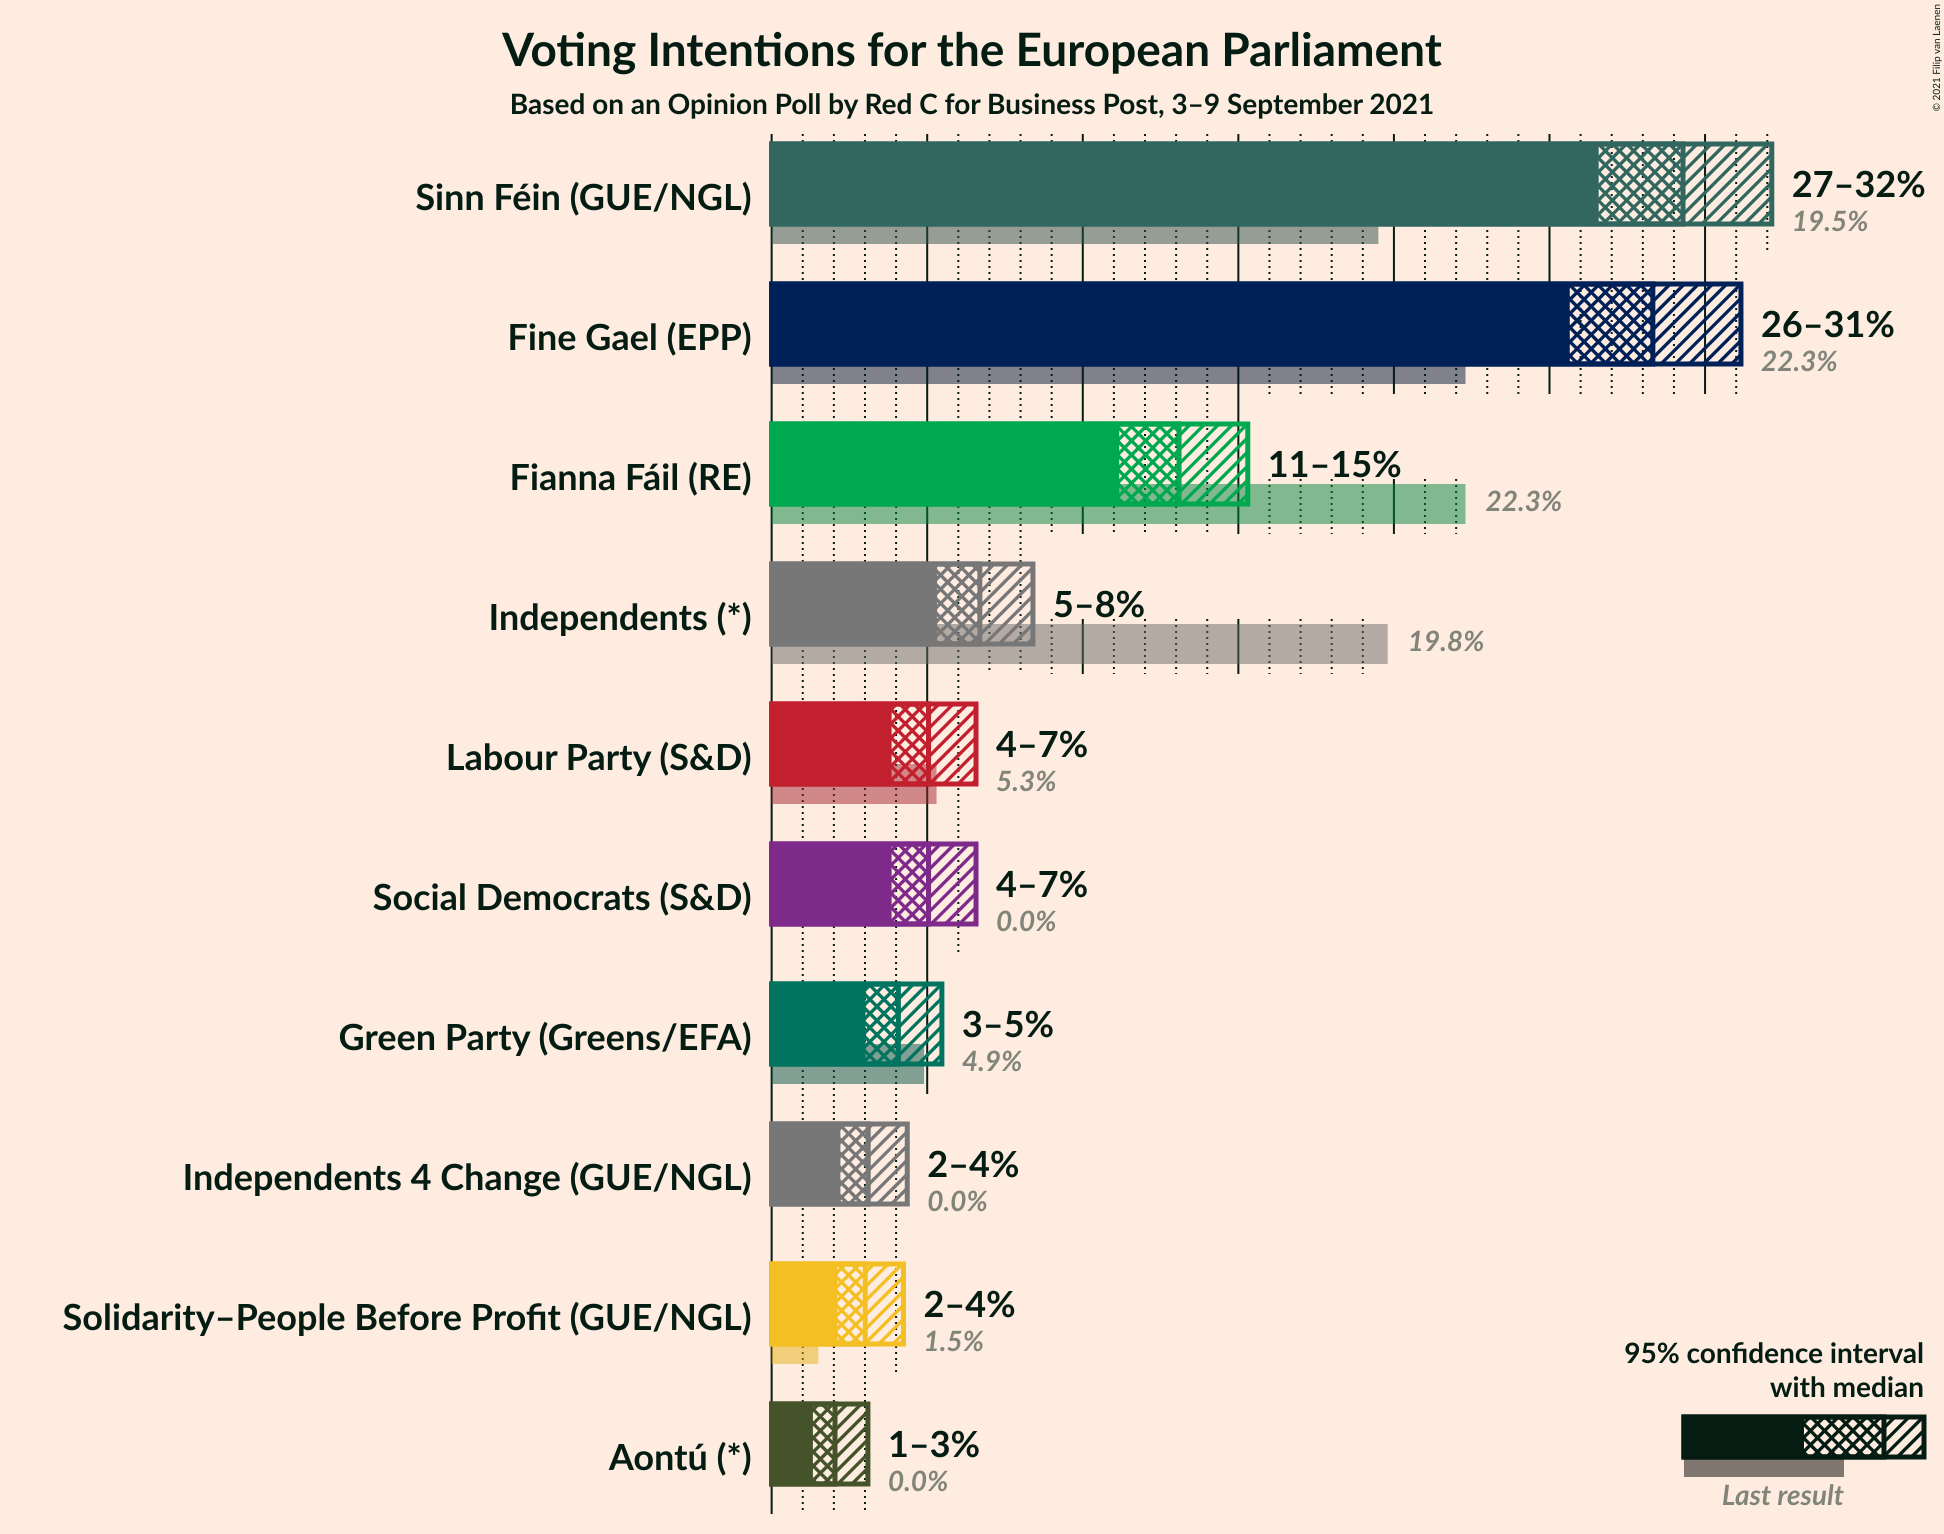 Voting Intentions for the European Parliament
Based on an Opinion Poll by Red C for Business Post, 3–9 September 2021
© 2021 Filip van Laenen
Sinn Féin (GUE/NGL)
27–32%
19.5%
Fine Gael (EPP)
26–31%
22.3%
Fianna Fáil (RE)
11–15%
22.3%
Independents (*)
5–8%
19.8%
Labour Party (S&D)
4–7%
5.3%
Social Democrats (S&D)
4–7%
0.0%
Green Party (Greens/EFA)
3–5%
4.9%
Independents 4 Change (GUE/NGL)
2–4%
0.0%
Solidarity–People Before Profit (GUE/NGL)
2–4%
1.5%
Aontú (*)
1–3%
0.0%
95% confidence interval
with median
Last result